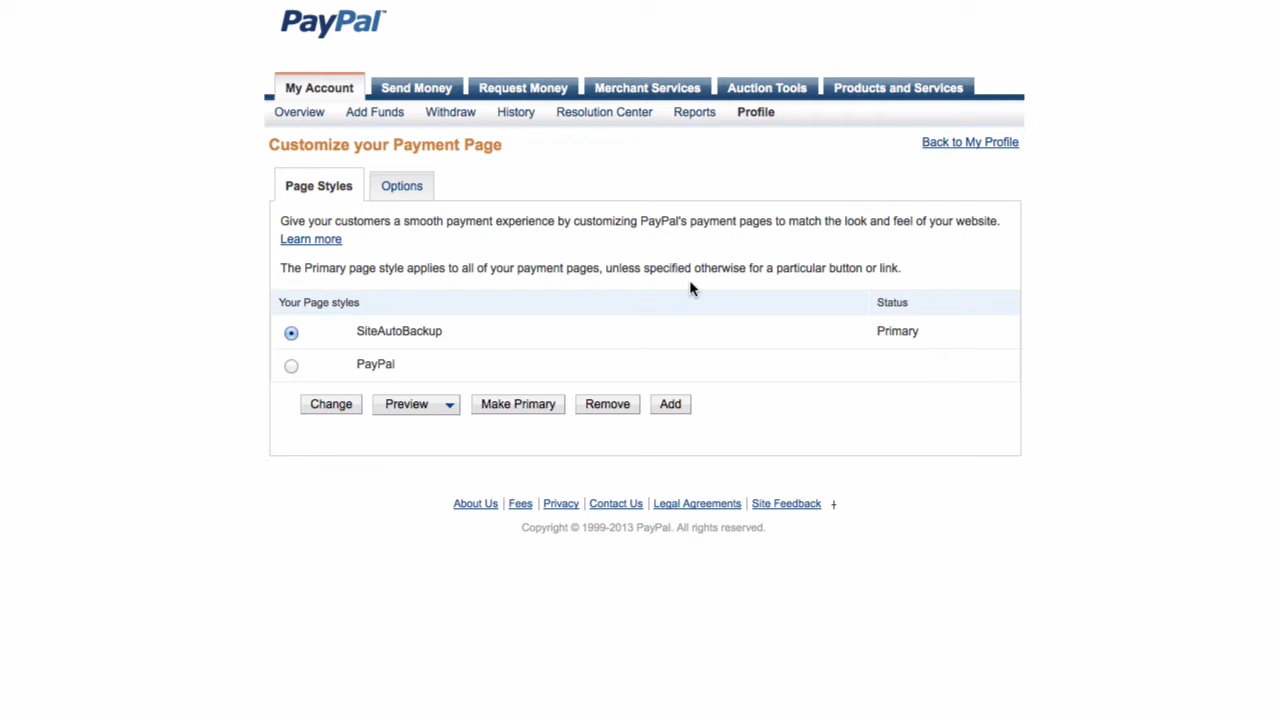 PayPal™
My Account Send Money Request Money Merchant Services Auction Tools Products and Services
Overview Add Funds Withdraw History Resolution Center Reports Profile
Customize your Payment Page
Back to My Profile
Page Styles Options
Give your customers a smooth payment experience by customizing PayPal's payment pages to match the look and feel of your website.
Learn more
The Primary page style applies to all of your payment pages, unless specified otherwise for a particular button or link.
Your Page styles Status
SiteAutoBackup Primary
PayPal
Change Preview Make Primary Remove Add
About Us | Fees | Privacy | Contact Us | Legal Agreements | Site Feedback
Copyright © 1999-2013 PayPal. All rights reserved.